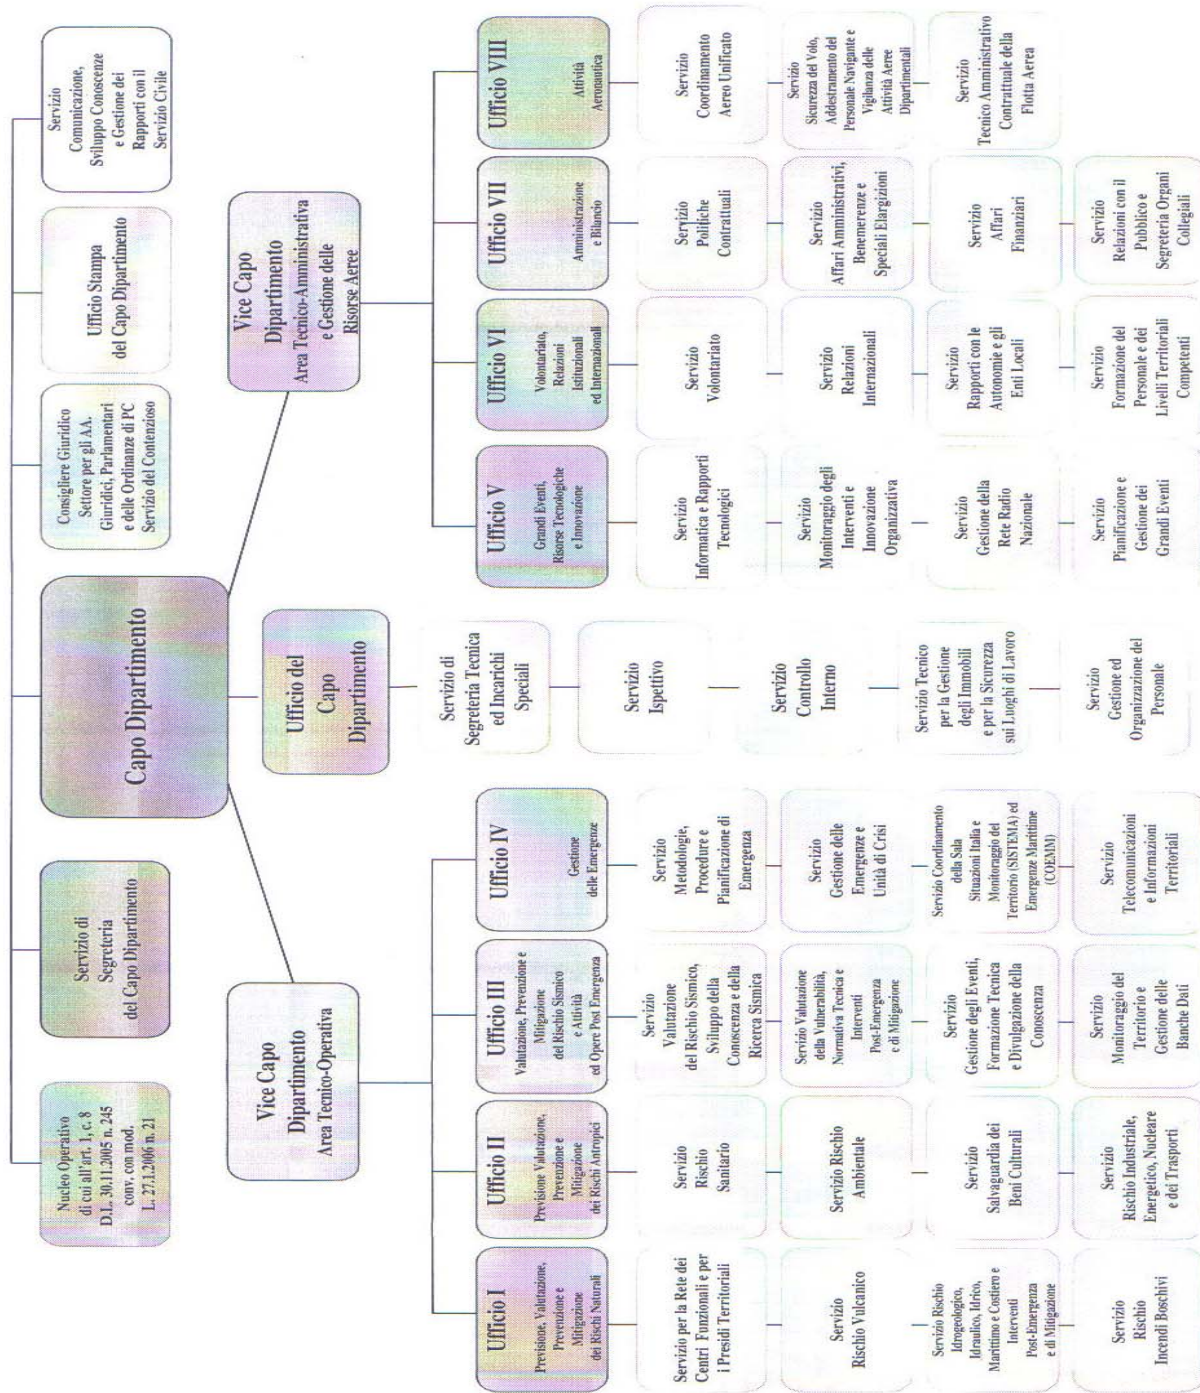 Nucleo Operativo
di cui all'art. 1, c. 8
D.L. 30.11.2005 n. 245
conv. con mod.
L. 27.1.2006 n. 21
Servizio di
Segreteria
del Capo Dipartimento
Capo Dipartimento
Consigliere Giuridico
Settore per gli AA.
Giuridici, Parlamentari
e delle Ordinanze di PC
Servizio del Contenzioso
Ufficio Stampa
del Capo Dipartimento
Servizio
Comunicazione,
Sviluppo Conoscenze
e Gestione dei
Rapporti con il
Servizio Civile
Vice Capo
Dipartimento
Area Tecnico-Operativa
Ufficio del
Capo
Dipartimento
Vice Capo
Dipartimento
Area Tecnico-Amministrativa
e Gestione delle
Risorse Aeree
Ufficio I
Previsione, Valutazione,
Prevenzione e
Mitigazione
dei Rischi Naturali
Servizio per la Rete dei
Centri Funzionali e per
i Presidi Territoriali
Servizio
Rischio Vulcanico
Servizio Rischio
Idrogeologico,
Idraulico, Idrico,
Marittimo e Costiero e
Interventi
Post-Emergenza
e di Mitigazione
Servizio
Rischio
Incendi Boschivi
Ufficio II
Previsione Valutazione,
Prevenzione e
Mitigazione
dei Rischi Antropici
Servizio
Rischio
Sanitario
Servizio Rischio
Ambientale
Servizio
Salvaguardia dei
Beni Culturali
Servizio
Rischio Industriale,
Energetico, Nucleare
e dei Trasporti
Ufficio III
Valutazione, Prevenzione e
Mitigazione
del Rischio Sismico
e Attività
ed Opere Post Emergenza
Servizio
Valutazione
del Rischio Sismico,
Sviluppo della
Conoscenza e della
Ricerca Sismica
Servizio Valutazione
della Vulnerabilità,
Normativa Tecnica e
Interventi
Post-Emergenza
e di Mitigazione
Servizio
Gestione degli Eventi,
Formazione Tecnica
e Divulgazione della
Conoscenza
Servizio
Monitoraggio del
Territorio e
Gestione delle
Banche Dati
Ufficio IV
Gestione
delle Emergenze
Servizio
Metodologie,
Procedure e
Pianificazione di
Emergenza
Servizio
Gestione delle
Emergenze e
Unità di Crisi
Servizio Coordinamento
della Sala
Situazioni Italia e
Monitoraggio del
Territorio (SISTEMA) ed
Emergenze Marittime
(COEMM)
Servizio
Telecomunicazioni
e Informazioni
Territoriali
Servizio di
Segreteria Tecnica
ed Incarichi
Speciali
Servizio
Ispettivo
Servizio
Controllo
Interno
Servizio Tecnico
per la Gestione
degli Immobili
e per la Sicurezza
sui Luoghi di Lavoro
Servizio
Gestione ed
Organizzazione del
Personale
Ufficio V
Grandi Eventi,
Risorse Tecnologiche
e Innovazione
Servizio
Informatica e Rapporti
Tecnologici
Servizio
Monitoraggio degli
Interventi e
Innovazione
Organizzativa
Servizio
Gestione della
Rete Radio
Nazionale
Servizio
Pianificazione e
Gestione dei
Grandi Eventi
Ufficio VI
Volontariato,
Relazioni
Istituzionali
ed Internazionali
Servizio
Volontariato
Servizio
Relazioni
Internazionali
Servizio
Rapporti con le
Autonomie e gli
Enti Locali
Servizio
Formazione del
Personale e dei
Livelli Territoriali
Competenti
Ufficio VII
Amministrazione
e Bilancio
Servizio
Politiche
Contrattuali
Servizio
Affari Amministrativi,
Benemerenze e
Speciali Elargizioni
Servizio
Affari
Finanziari
Servizio
Relazioni con il
Pubblico e
Segreteria Organi
Collegiali
Ufficio VIII
Attività
Aeronautica
Servizio
Coordinamento
Aereo Unificato
Servizio
Sicurezza del Volo,
Addestramento del
Personale Navigante e
Vigilanza delle
Attività Aeree
Dipartimentali
Servizio
Tecnico Amministrativo
Contrattuale della
Flotta Aerea